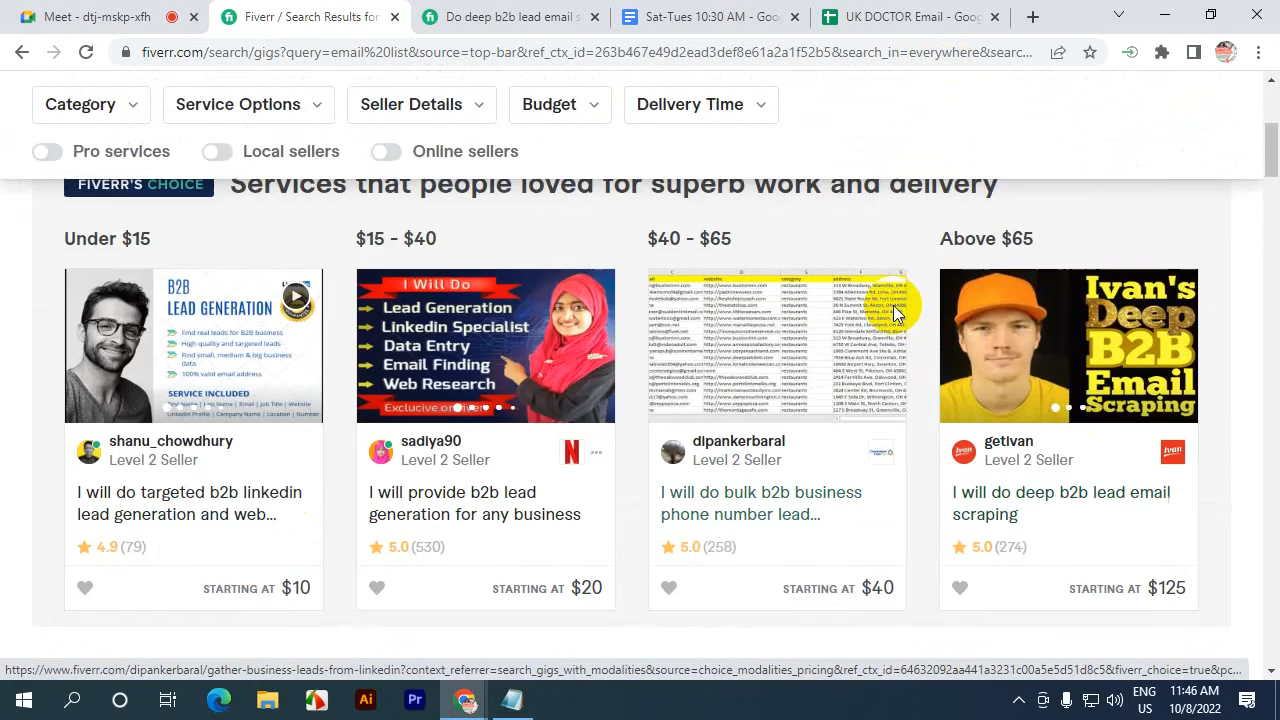 Meet - dtj-mskp-xfh
Fiverr / Search Results for
Do deep b2b lead email s
Sat Tues 10:30 AM - Goo
UK DOCTOR Email - Goog
fiverr.com/search/gigs?query=email%20list&source=top-bar&ref_ctx_id=263b467e49d2ead3fef8e61a2a1f52b5&search_in=everywhere&searc...
Category
Service Options
Seller Details
Budget
Delivery Time
Pro services
Local sellers
Online sellers
FIVERR'S CHOICE
Services that people loved for superb work and delivery
Under $15
$15 - $40
$40 - $65
Above $65
B2B
LEAD GENERATION
Find real leads for B2B business
Find small, medium & big business
data
100% valid email address
SERVICE INCLUDED
I Will Do
Lead Generation
Linkedin Specialist
Data Entry
Email Finding
Web Research
website
category
address
Ivan's
Deep
B2B
Email
Scraping
shanu_chowdhury
Level 2 Seller
sadiya90
Level 2 Seller
dipankerbaral
Level 2 Seller
getivan
Level 2 Seller
Ivan
I will do targeted b2b linkedin
lead generation and web...
I will provide b2b lead
generation for any business
I will do bulk b2b business
phone number lead...
I will do deep b2b lead email
scraping
4.9 (79)
5.0 (530)
5.0 (258)
5.0 (274)
STARTING AT $10
STARTING AT $20
STARTING AT $40
STARTING AT $125
https://www.fiverr.com/dipankerbaral/gather-business-leads-from-linkedin?context_referrer=search_gigs_with_modalities&source=choice_modalities_pricing&ref_ctx_id=64632092aa441a3231c00a5e5d51d8c5&fiverr_choice=true&pc...
Ai
Pr
ENG
US
11:46 AM
10/8/2022